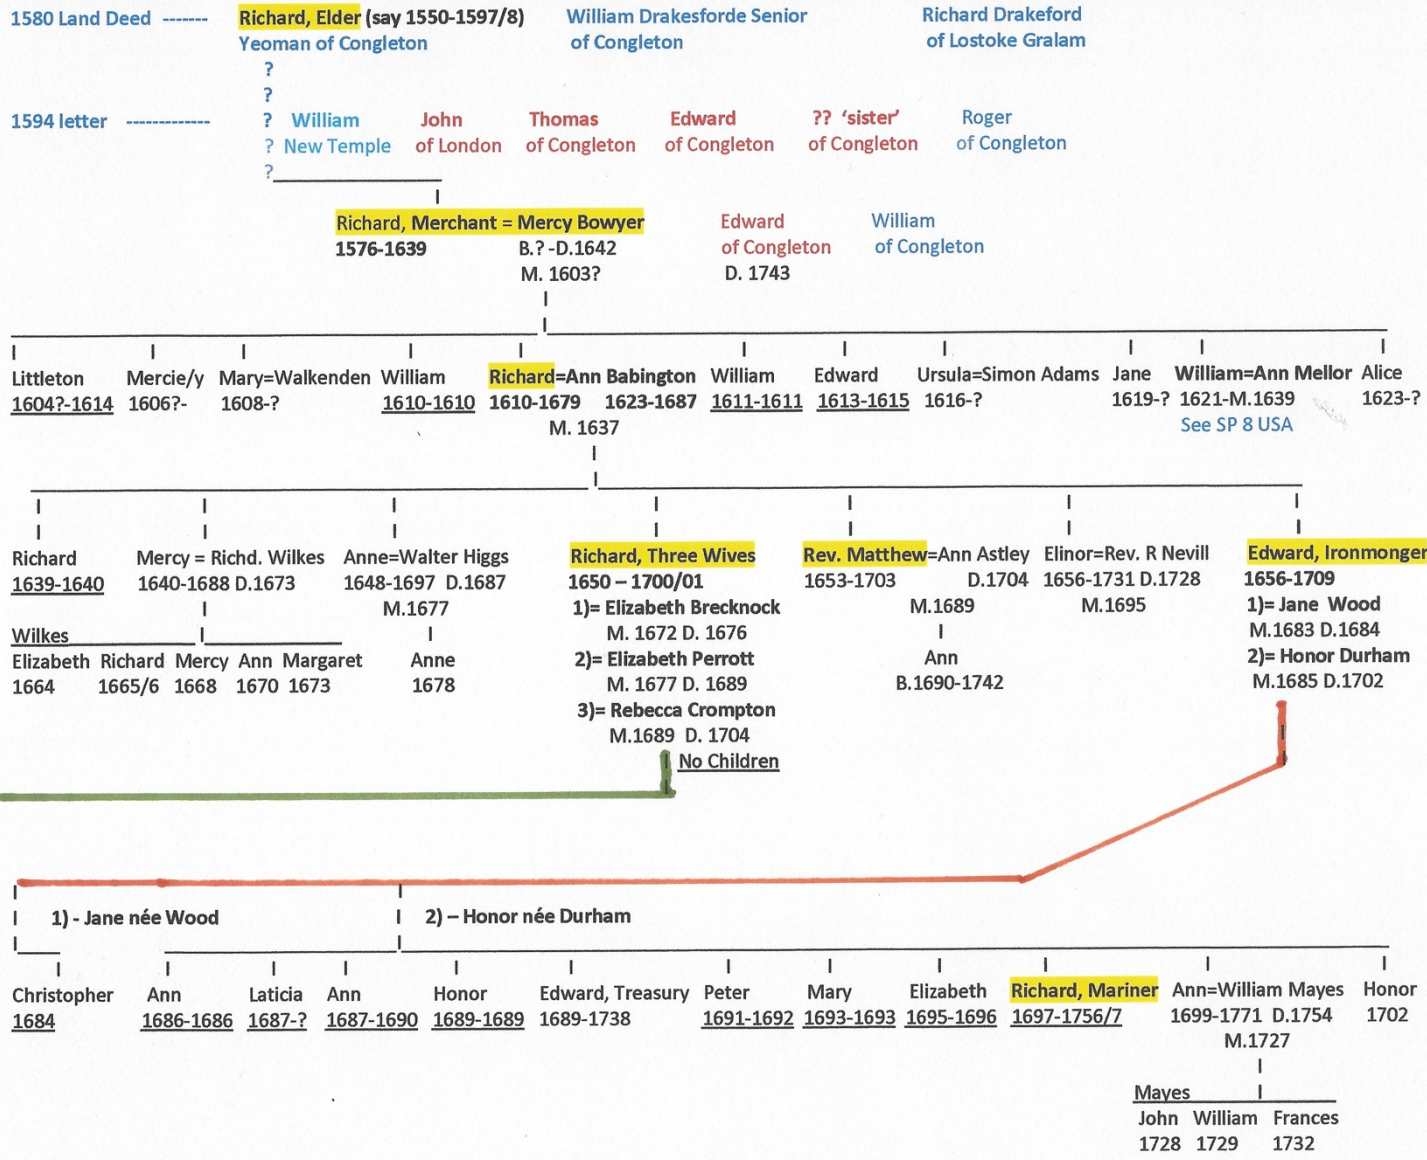 1580 Land Deed ------- Richard, Elder (say 1550-1597/8) William Drakesforde Senior Richard Drakeford
Yeoman of Congleton of Congleton of Lostoke Gralam
?
?
1594 letter ------------- ? William John Thomas Edward ?? ‘sister’ Roger
? New Temple of London of Congleton of Congleton of Congleton of Congleton
?
Richard, Merchant = Mercy Bowyer Edward William
1576-1639 B.? -D.1642 of Congleton of Congleton
M. 1603? D. 1743
Littleton Mercie/y Mary=Walkenden William Richard=Ann Babington William Edward Ursula=Simon Adams Jane William=Ann Mellor Alice
1604?-1614 1606?- 1608-? 1610-1610 1610-1679 1623-1687 1611-1611 1613-1615 1616-? 1619-? 1621-M.1639 1623-?
M. 1637 See SP 8 USA
Richard Mercy = Richd. Wilkes Anne=Walter Higgs Richard, Three Wives Rev. Matthew=Ann Astley Elinor=Rev. R Nevill Edward, Ironmonger
1639-1640 1640-1688 D.1673 1648-1697 D.1687 1650 – 1700/01 1653-1703 D.1704 1656-1731 D.1728 1656-1709
M.1677 1)= Elizabeth Brecknock M.1689 M.1695 1)= Jane Wood
Wilkes M. 1672 D. 1676 M.1683 D.1684
Elizabeth Richard Mercy Ann Margaret Anne 2)= Elizabeth Perrott Ann 2)= Honor Durham
1664 1665/6 1668 1670 1673 1678 M. 1677 D. 1689 B.1690-1742 M.1685 D.1702
3)= Rebecca Crompton
M.1689 D. 1704
No Children
1) - Jane née Wood 2) – Honor née Durham
Christopher Ann Laticia Ann Honor Edward, Treasury Peter Mary Elizabeth Richard, Mariner Ann=William Mayes Honor
1684 1686-1686 1687-? 1687-1690 1689-1689 1689-1738 1691-1692 1693-1693 1695-1696 1697-1756/7 1699-1771 D.1754 1702
M.1727
Mayes
John William Frances
1728 1729 1732